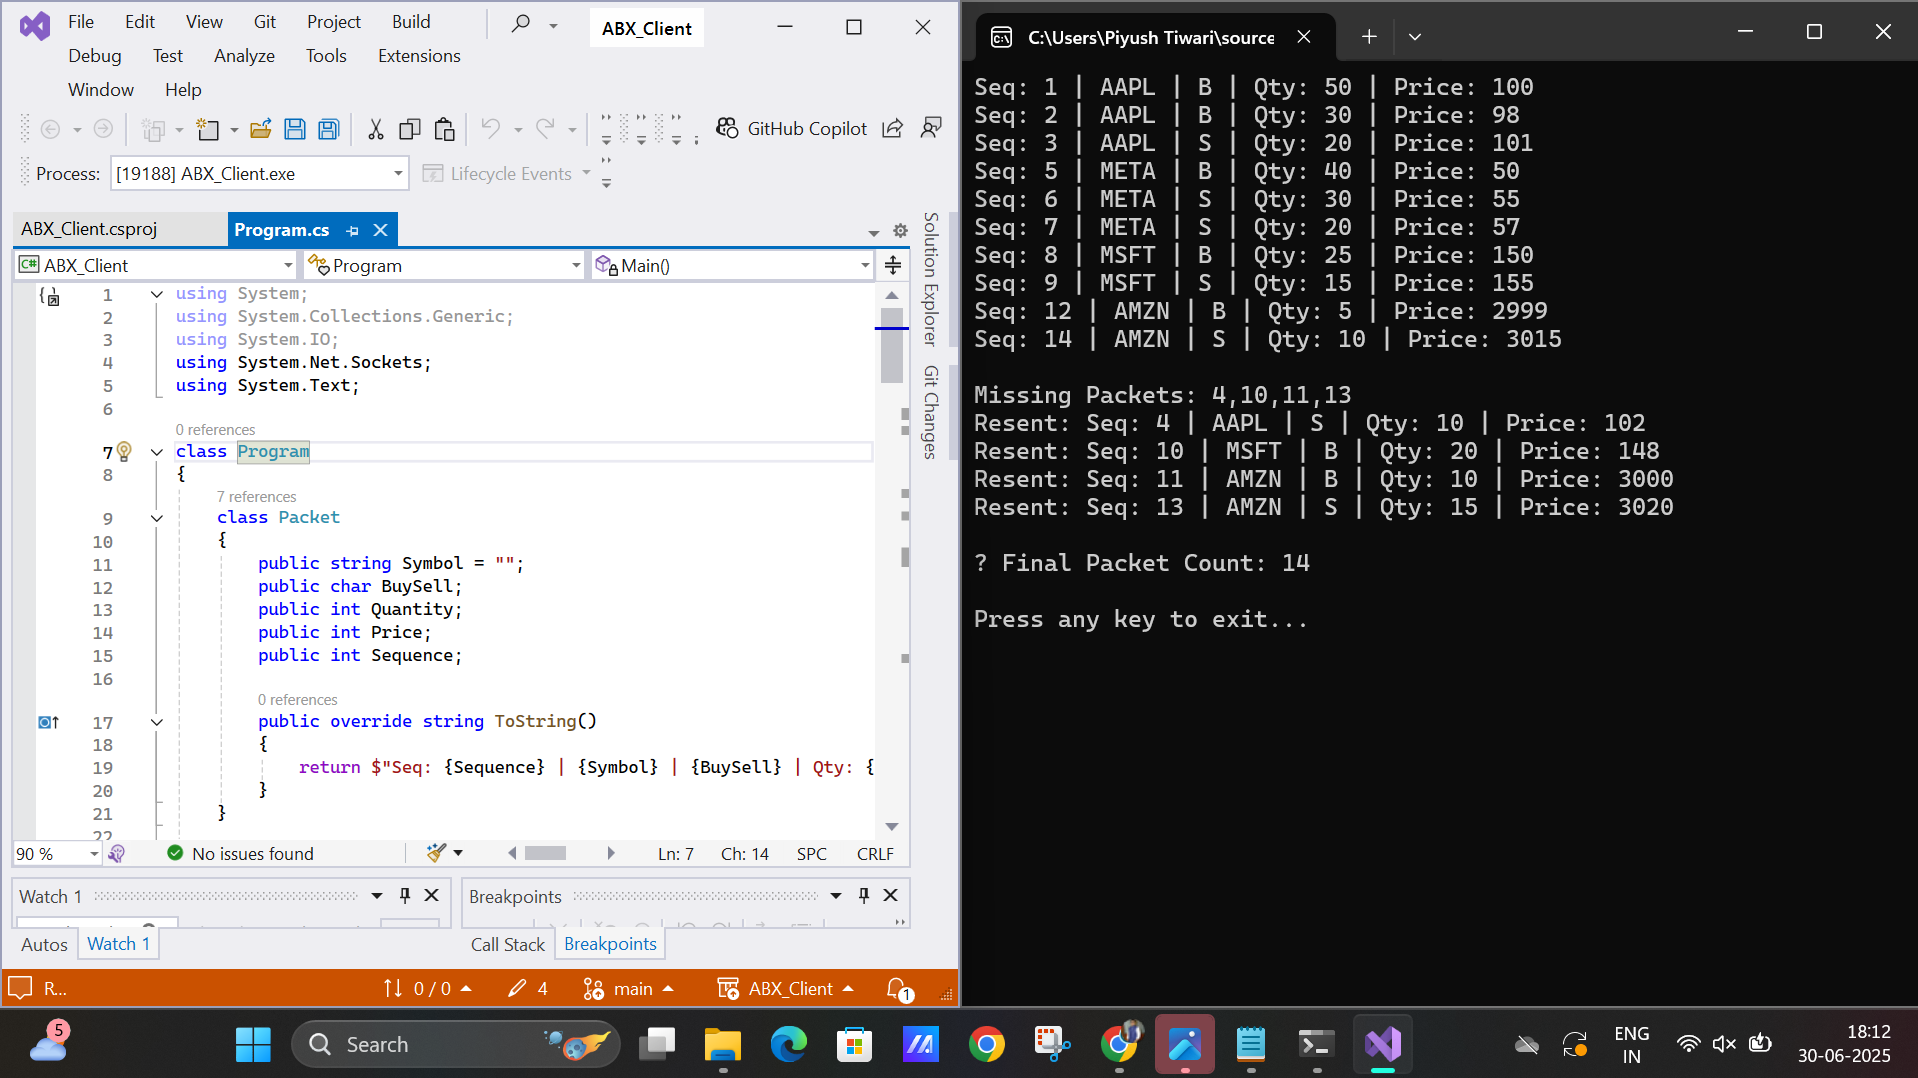 File Edit View Git Project Build
ABX_Client
Debug Test Analyze Tools Extensions
Window Help
GitHub Copilot
Process: [19188] ABX_Client.exe Lifecycle Events
ABX_Client.csproj Program.cs
C# ABX_Client Program Main()
1 using System;
2 using System.Collections.Generic;
3 using System.IO;
4 using System.Net.Sockets;
5 using System.Text;
6
0 references
7 class Program
8 {
7 references
9 class Packet
10 {
11 public string Symbol = "";
12 public char BuySell;
13 public int Quantity;
14 public int Price;
15 public int Sequence;
16
0 references
17 public override string ToString()
18 {
19 return $"Seq: {Sequence} | {Symbol} | {BuySell} | Qty: {
20 }
21 }
22
90 % No issues found Ln: 7 Ch: 14 SPC CRLF
Solution Explorer
Git Changes
Watch 1 Breakpoints
Autos Watch 1 Call Stack Breakpoints
R... 0 / 0 4 main ABX_Client 1
C:\Users\Piyush Tiwari\source
Seq: 1 | AAPL | B | Qty: 50 | Price: 100
Seq: 2 | AAPL | B | Qty: 30 | Price: 98
Seq: 3 | AAPL | S | Qty: 20 | Price: 101
Seq: 5 | META | B | Qty: 40 | Price: 50
Seq: 6 | META | S | Qty: 30 | Price: 55
Seq: 7 | META | S | Qty: 20 | Price: 57
Seq: 8 | MSFT | B | Qty: 25 | Price: 150
Seq: 9 | MSFT | S | Qty: 15 | Price: 155
Seq: 12 | AMZN | B | Qty: 5 | Price: 2999
Seq: 14 | AMZN | S | Qty: 10 | Price: 3015
Missing Packets: 4,10,11,13
Resent: Seq: 4 | AAPL | S | Qty: 10 | Price: 102
Resent: Seq: 10 | MSFT | B | Qty: 20 | Price: 148
Resent: Seq: 11 | AMZN | B | Qty: 10 | Price: 3000
Resent: Seq: 13 | AMZN | S | Qty: 15 | Price: 3020
? Final Packet Count: 14
Press any key to exit...
5 Search ENG 18:12
IN 30-06-2025